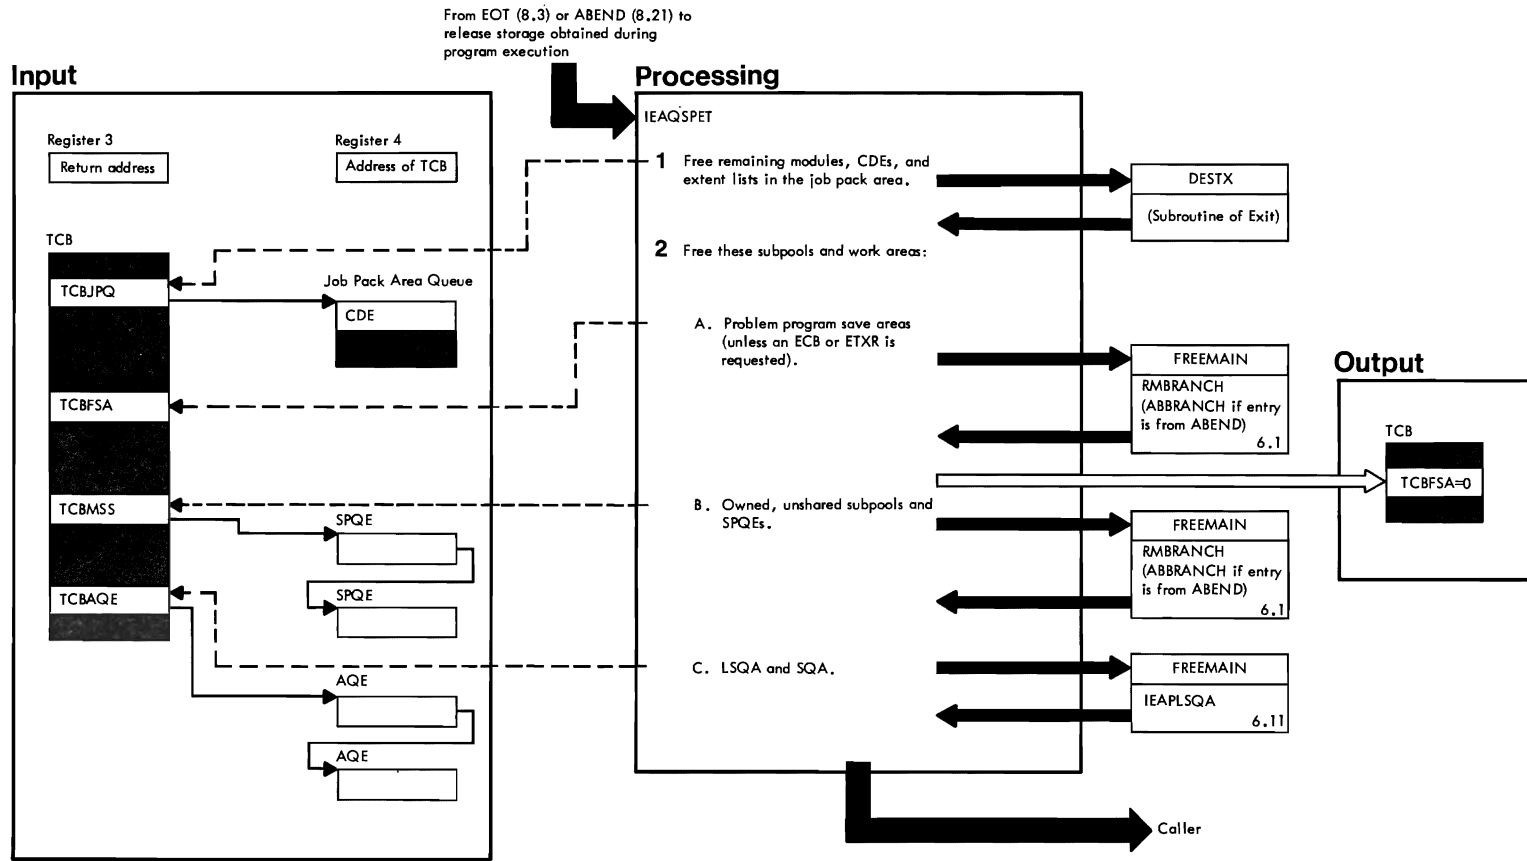 From EOT (8.3) or ABEND (8.21) to
release storage obtained during
program execution
Input
Register 3
Return address
Register 4
Address of TCB
TCB
TCBJPQ
Job Pack Area Queue
CDE
TCBFSA
TCBMSS
SPQE
SPQE
TCBAQE
AQE
AQE
Processing
IEAQSPET
1 Free remaining modules, CDEs, and
extent lists in the job pack area.
DESTX
(Subroutine of Exit)
2 Free these subpools and work areas:
A. Problem program save areas
(unless an ECB or ETXR is
requested).
FREEMAIN
RMBRANCH
(ABBRANCH if entry
is from ABEND)
6.1
B. Owned, unshared subpools and
SPQEs.
FREEMAIN
RMBRANCH
(ABBRANCH if entry
is from ABEND)
6.1
C. LSQA and SQA.
FREEMAIN
IEAPLSQA
6.11
Caller
Output
TCB
TCBFSA=0